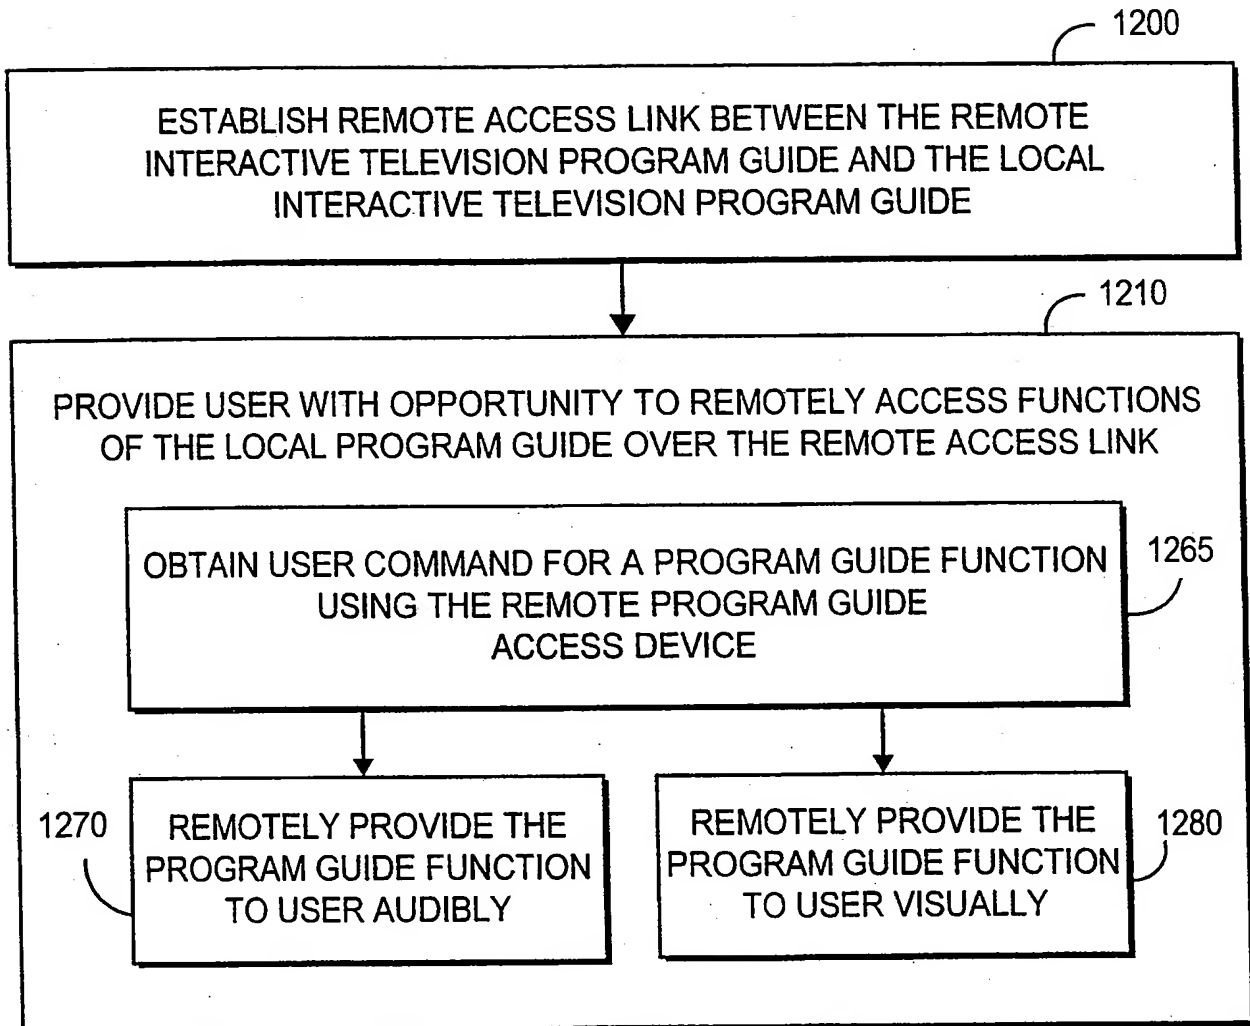 1200
ESTABLISH REMOTE ACCESS LINK BETWEEN THE REMOTE
INTERACTIVE TELEVISION PROGRAM GUIDE AND THE LOCAL
INTERACTIVE TELEVISION PROGRAM GUIDE
1210
PROVIDE USER WITH OPPORTUNITY TO REMOTELY ACCESS FUNCTIONS
OF THE LOCAL PROGRAM GUIDE OVER THE REMOTE ACCESS LINK
OBTAIN USER COMMAND FOR A PROGRAM GUIDE FUNCTION
USING THE REMOTE PROGRAM GUIDE
ACCESS DEVICE
1265
1270
REMOTELY PROVIDE THE
PROGRAM GUIDE FUNCTION
TO USER AUDIBLY
REMOTELY PROVIDE THE
PROGRAM GUIDE FUNCTION
TO USER VISUALLY
1280